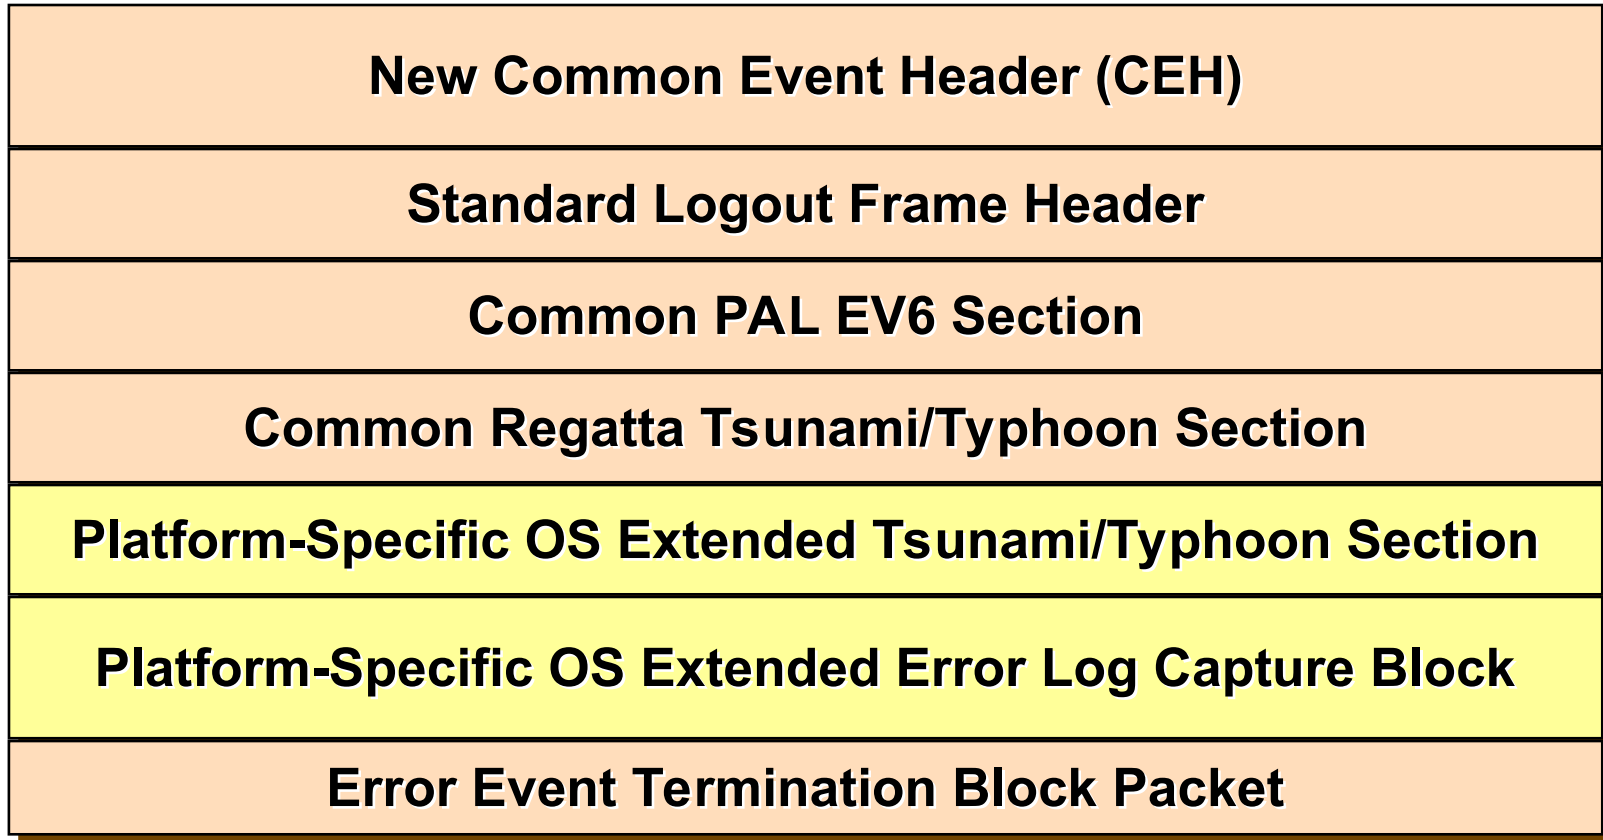 New Common Event Header (CEH)
Standard Logout Frame Header
Common PAL EV6 Section
Common Regatta Tsunami/Typhoon Section
Platform-Specific OS Extended Tsunami/Typhoon Section
Platform-Specific OS Extended Error Log Capture Block
Error Event Termination Block Packet